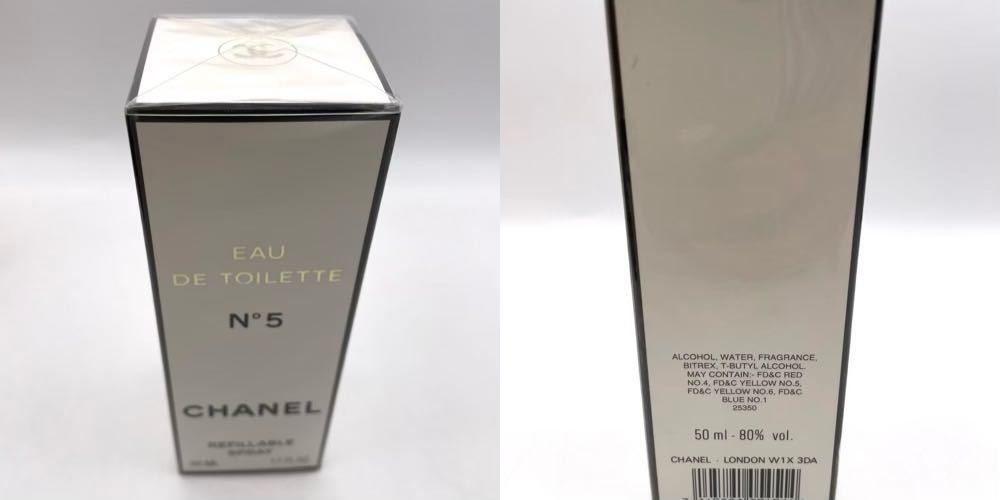 EAU
DE TOILETTE
N°5
CHANEL
REFILLABLE
SPRAY
ALCOHOL, WATER, FRAGRANCE,
BITREX, T-BUTYL ALCOHOL.
MAY CONTAIN:- FD&C RED
NO.4, FD&C YELLOW NO.5,
FD&C YELLOW NO.6, FD&C
BLUE NO.1
25350
50 ml - 80% vol.
CHANEL - LONDON W1X 3DA